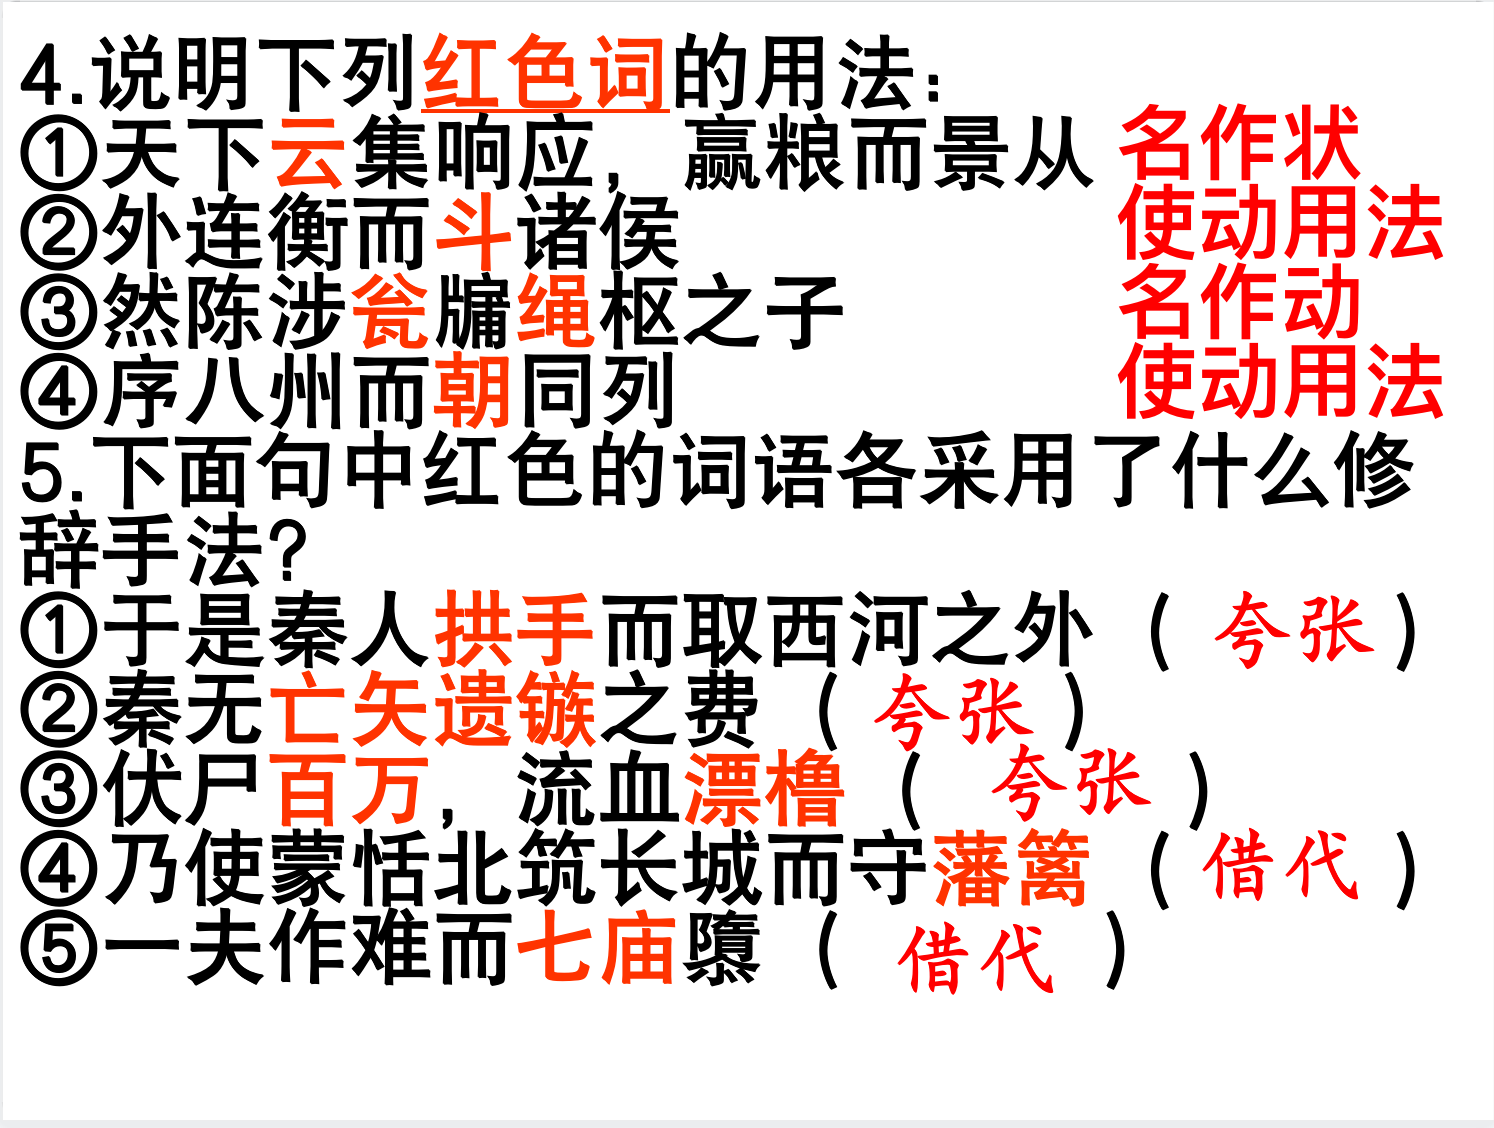 4.说明下列红色词的用法:
①天下云集响应，赢粮而景从 名作状
②外连衡而斗诸侯 使动用法
③然陈涉瓮牖绳枢之子 名作动
④序八州而朝同列 使动用法
5.下面句中红色的词语各采用了什么修
辞手法?
①于是秦人拱手而取西河之外 ( 夸张 )
②秦无亡矢遗镞之费 ( 夸张 )
③伏尸百万，流血漂橹 ( 夸张 )
④乃使蒙恬北筑长城而守藩篱 ( 借代 )
⑤一夫作难而七庙隳 ( 借代 )